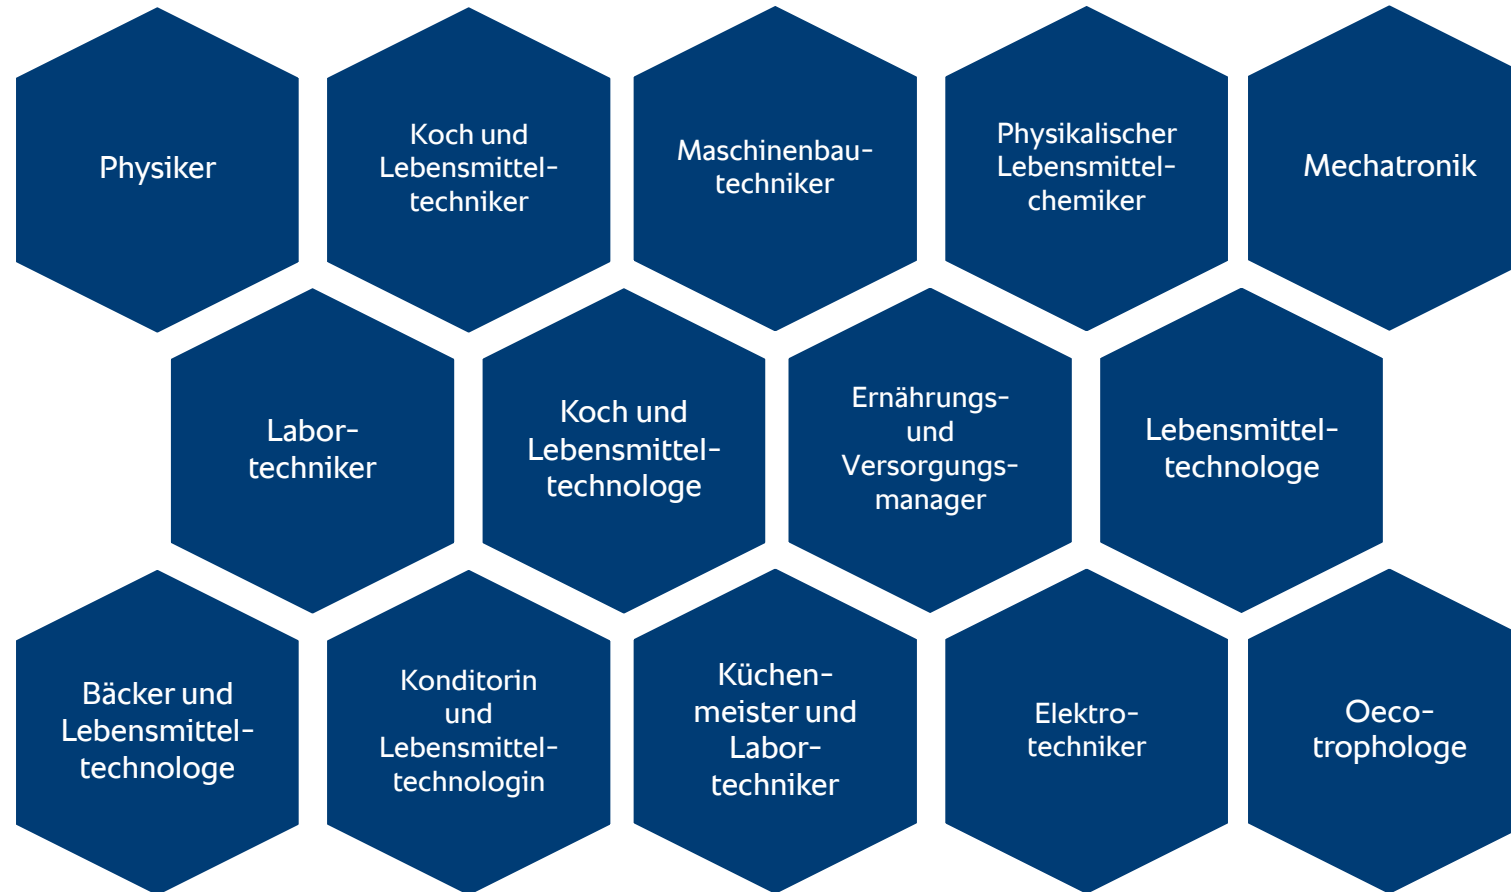 Physiker
Koch und
Lebensmittel-
techniker
Maschinenbau-
techniker
Physikalischer
Lebensmittel-
chemiker
Mechatronik
Labor-
techniker
Koch und
Lebensmittel-
technologe
Ernährungs-
und
Versorgungs-
manager
Lebensmittel-
technologe
Bäcker und
Lebensmittel-
technologe
Konditorin
und
Lebensmittel-
technologin
Küchen-
meister und
Labor-
techniker
Elektro-
techniker
Oeco-
trophologe